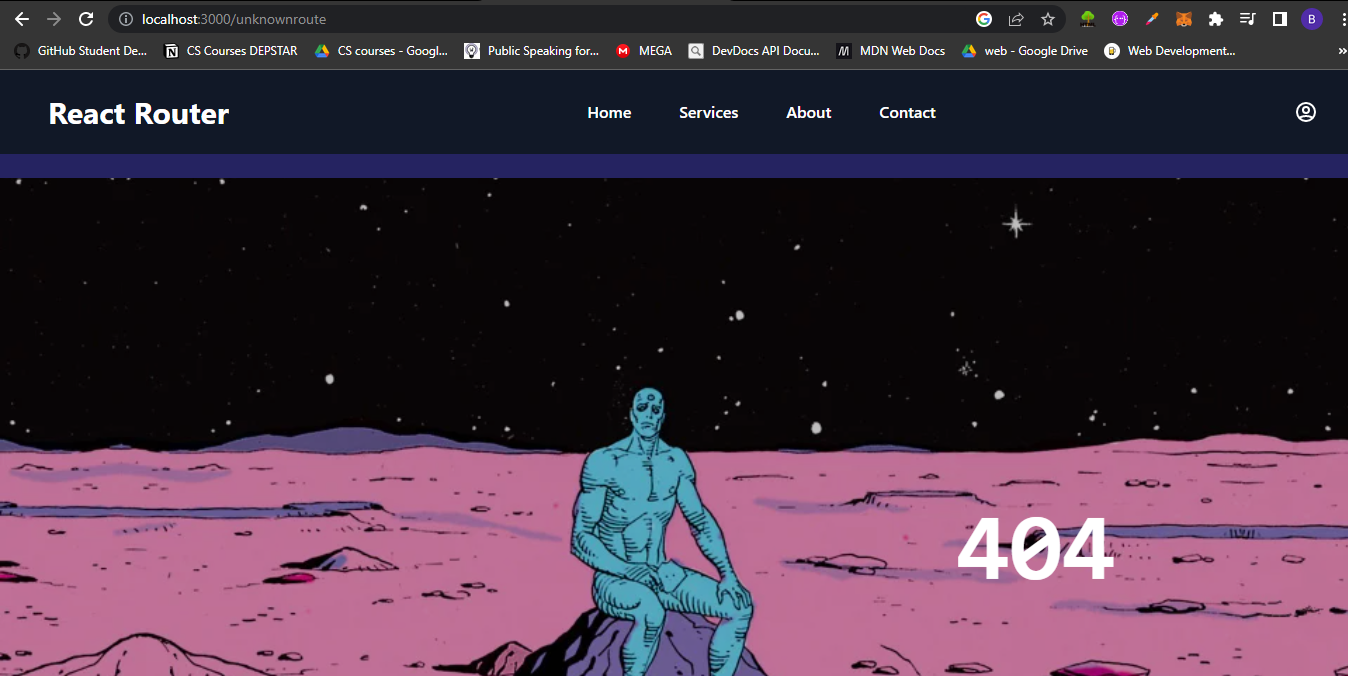 localhost:3000/unknownroute
B
GitHub Student De...
CS Courses DEPSTAR
CS courses - Googl...
Public Speaking for...
MEGA
DevDocs API Docu...
MDN Web Docs
web - Google Drive
Web Development...
»
React Router
Home
Services
About
Contact
404